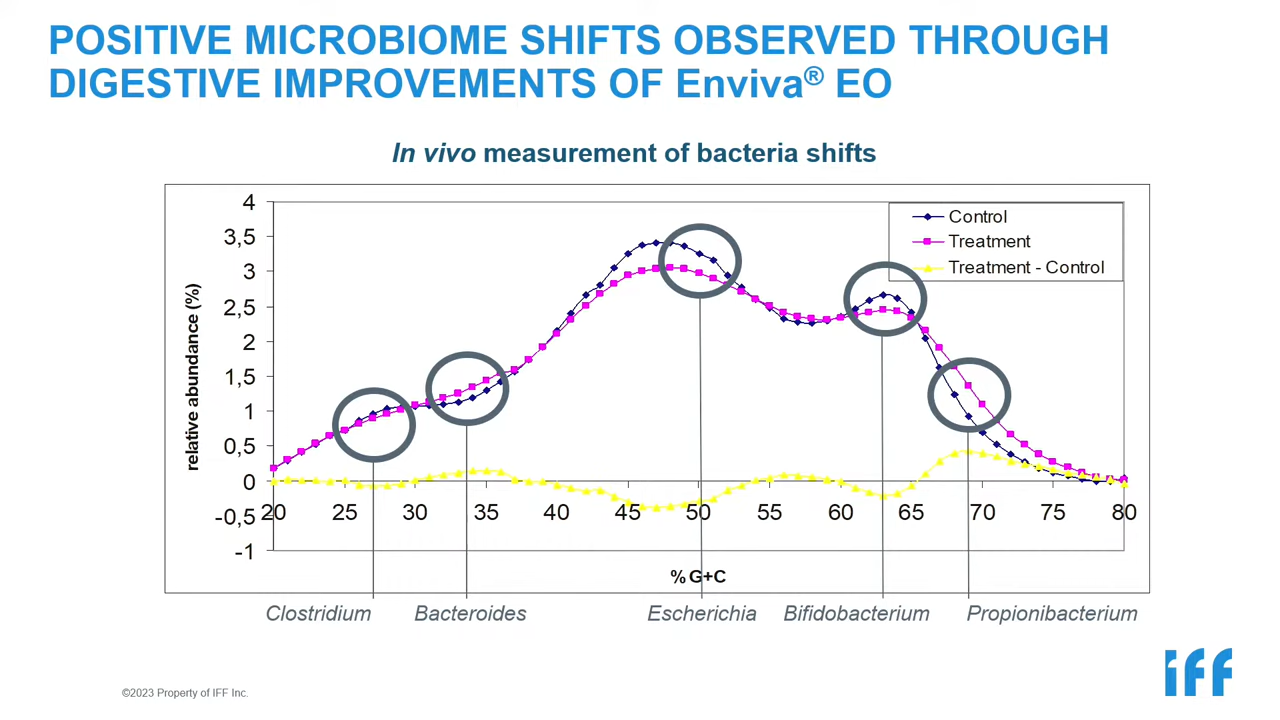 POSITIVE MICROBIOME SHIFTS OBSERVED THROUGH
DIGESTIVE IMPROVEMENTS OF Enviva® EO
In vivo measurement of bacteria shifts
4
3,5
3
2,5
2
1,5
1
0,5
0
-0,5
-1
relative abundance (%)
Control
Treatment
Treatment - Control
20 25 30 35 40 45 50 55 60 65 70 75 80
% G+C
Clostridium Bacteroides Escherichia Bifidobacterium Propionibacterium
©2023 Property of IFF Inc.
iff